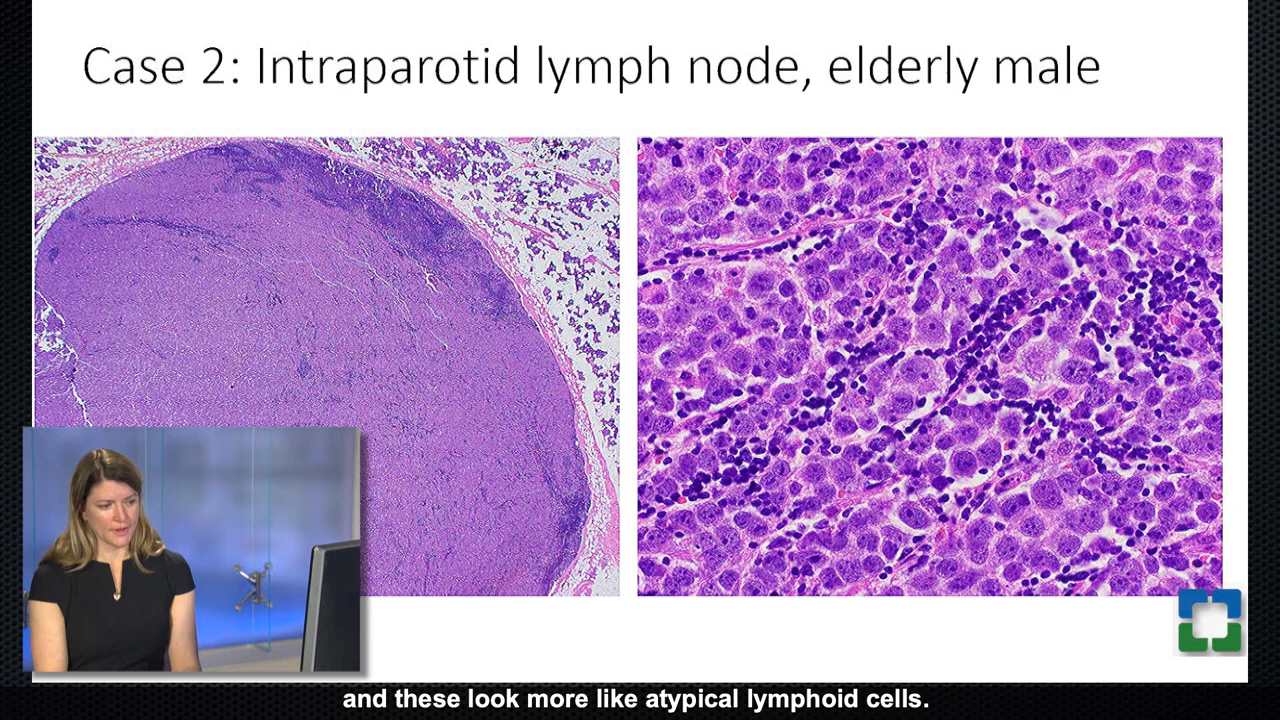 Case 2: Intraparotid lymph node, elderly male
and these look more like atypical lymphoid cells.